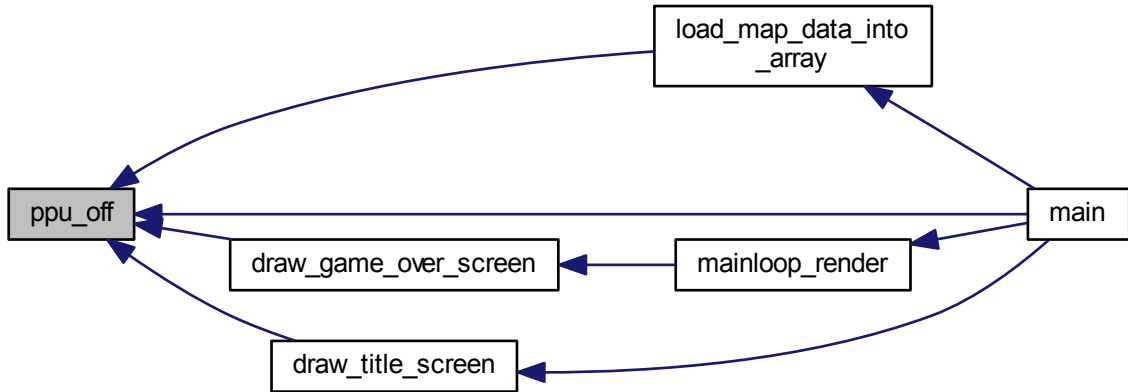 load_map_data_into
_array
ppu_off
main
draw_game_over_screen
mainloop_render
draw_title_screen